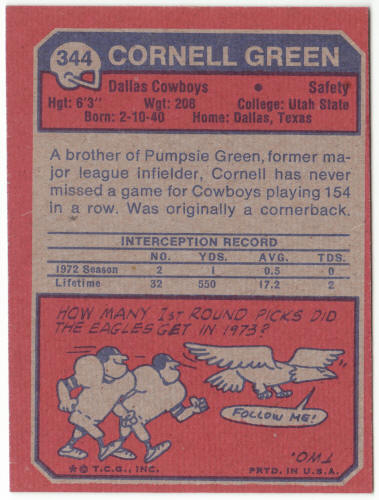 344 CORNELL GREEN
Dallas Cowboys • Safety
Hgt: 6'3" Wgt: 208 College: Utah State
Born: 2-10-40 Home: Dallas, Texas
A brother of Pumpsie Green, former ma-
jor league infielder, Cornell has never
missed a game for Cowboys playing 154
in a row. Was originally a cornerback.
INTERCEPTION RECORD
NO. YDS. AVG. TDS.
1972 Season 2 1 0.5 0
Lifetime 32 550 17.2 2
HOW MANY 1ST ROUND PICKS DID
THE EAGLES GET IN 1973?
FOLLOW ME!
TWO.
* © T.C.G., INC. PRTD. IN U.S.A.